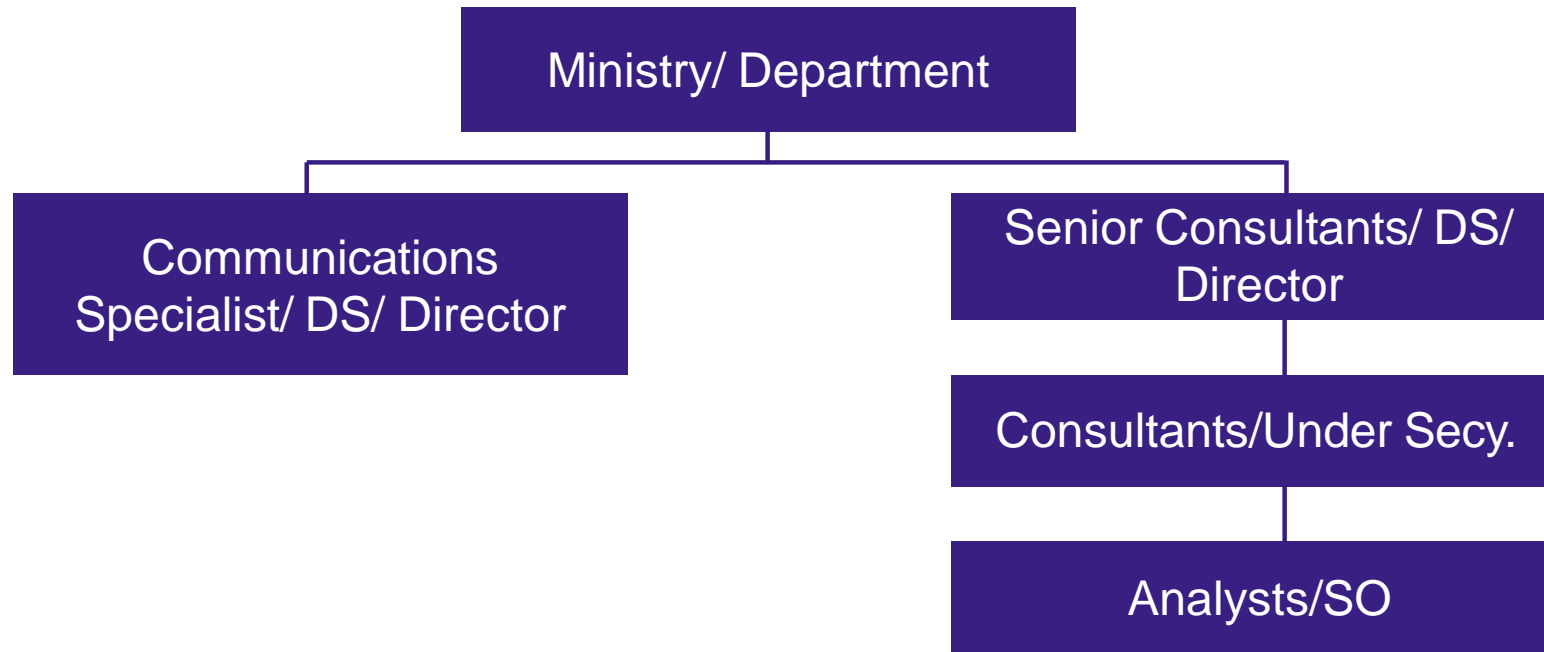 Ministry/ Department
Communications
Specialist/ DS/ Director
Senior Consultants/ DS/
Director
Consultants/Under Secy.
Analysts/SO